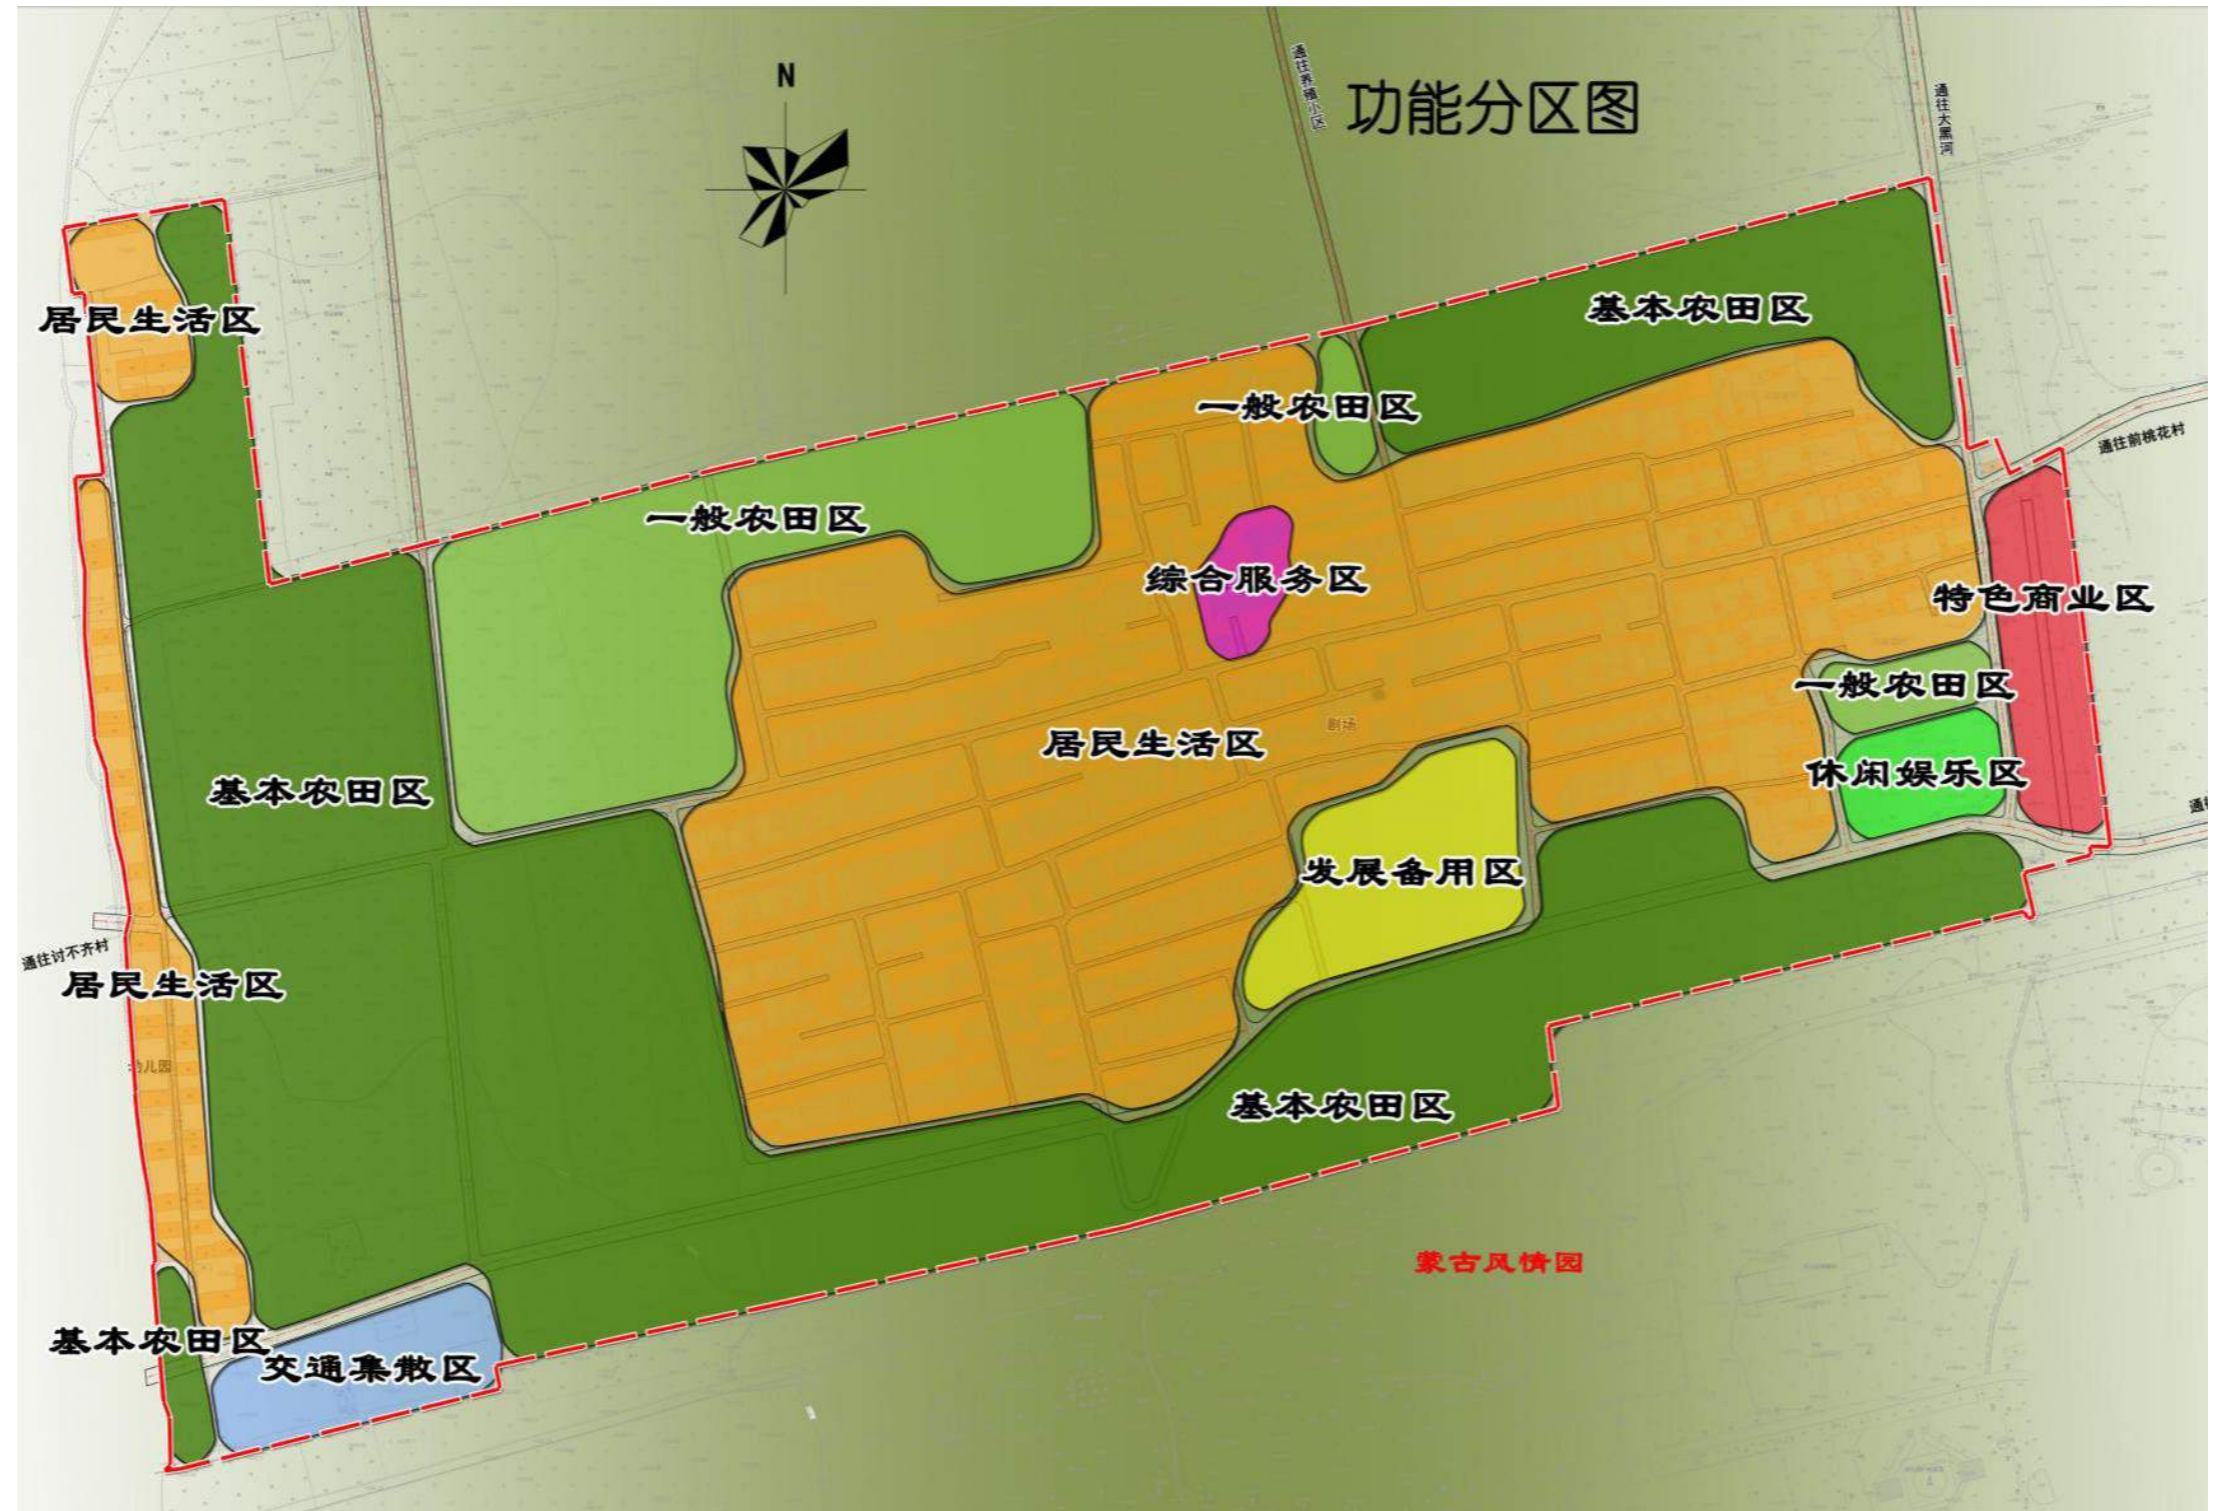 N
通往养殖小区
功能分区图
通往大黑河
居民生活区
基本农田区
一般农田区
通往前桃花村
一般农田区
综合服务区
特色商业区
一般农田区
剧场
居民生活区
休闲娱乐区
基本农田区
发展备用区
通往讨不齐村
居民生活区
幼儿园
基本农田区
蒙古风情园
基本农田区
交通集散区